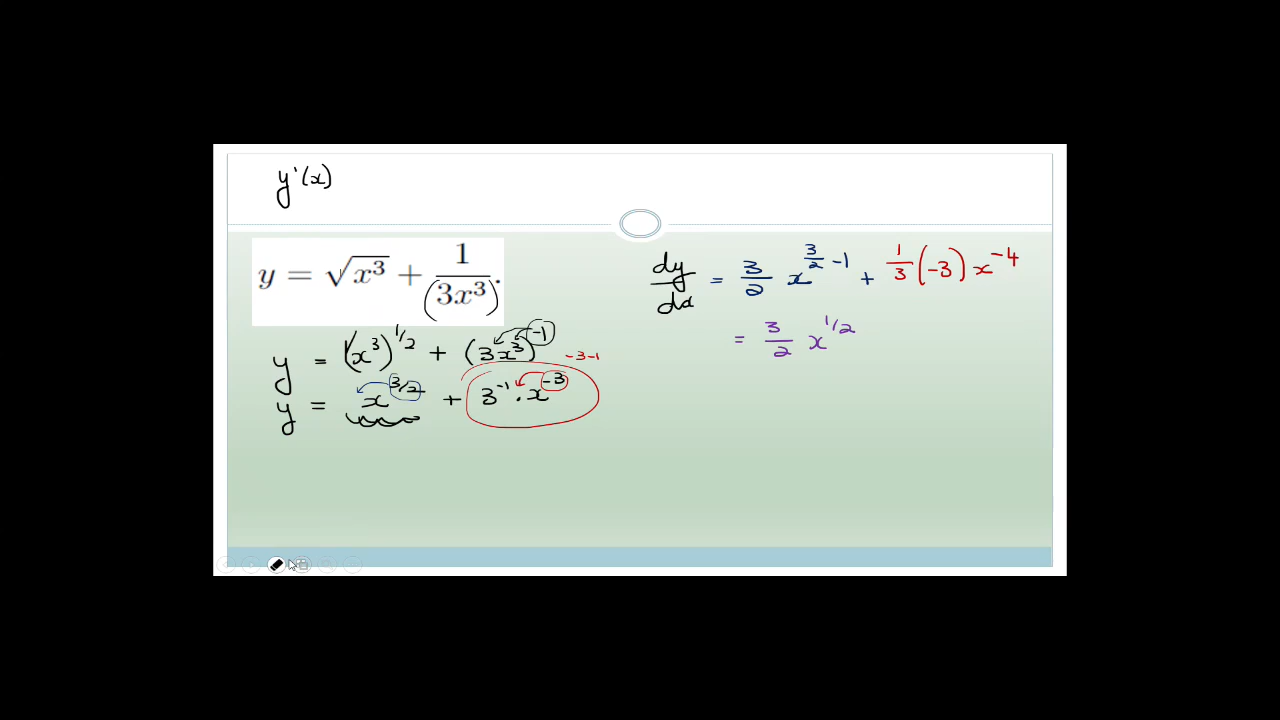 y'(x)
y = √x³ + 1/(3x³).
y = (x³)^1/2 + (3x³)^-1
-3-1
y = x^3/2 + 3^-1 . x^-3
dy/dx = 3/2 x^(3/2 -1) + 1/3 (-3) x^-4
= 3/2 x^1/2